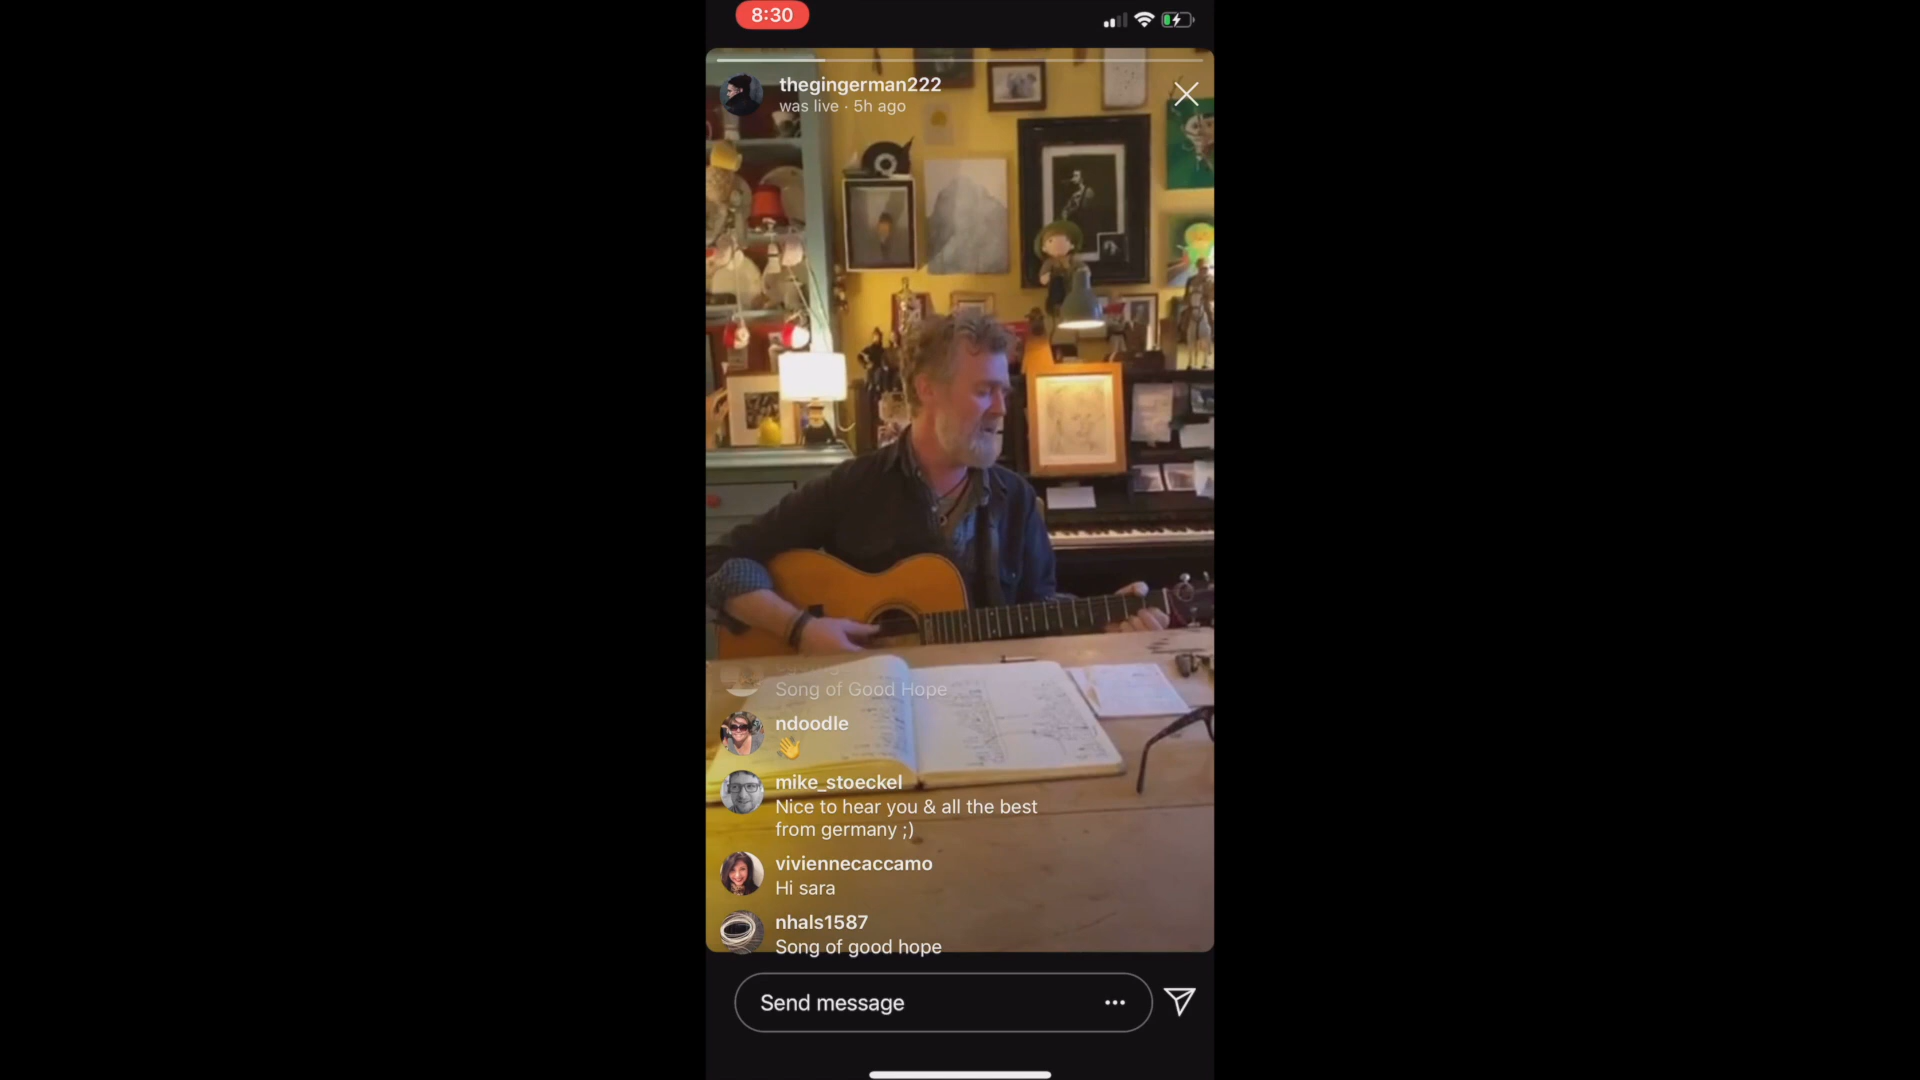 8:30
thegingerman222
was live · 5h ago
Song of Good Hope
ndoodle
👋
mike_stoeckel
Nice to hear you & all the best
from germany ;)
viviennecaccamo
Hi sara
nhals1587
Song of good hope
Send message